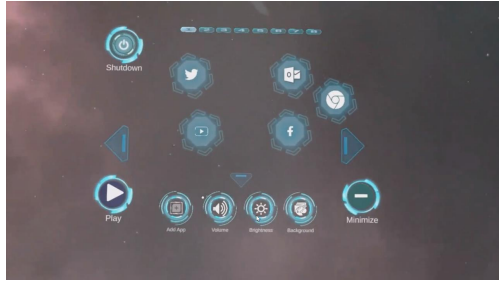 Shutdown
Play
Add App
Volume
Brightness
Background
Minimize